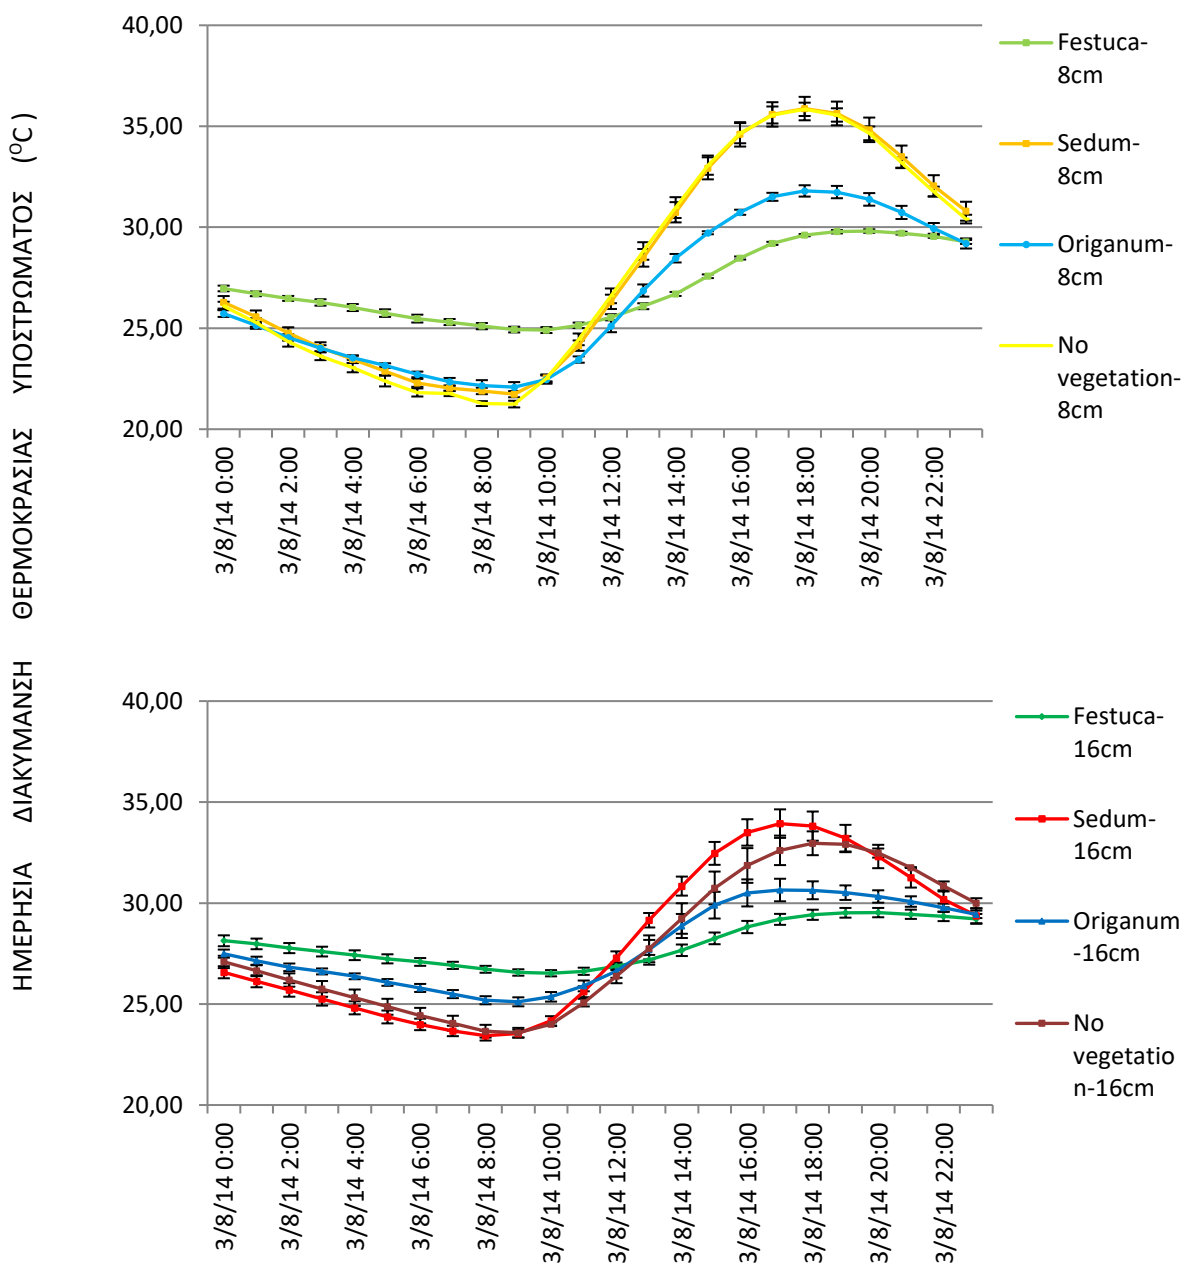 ΗΜΕΡΗΣΙΑ ΔΙΑΚΥΜΑΝΣΗ ΘΕΡΜΟΚΡΑΣΙΑΣ ΥΠΟΣΤΡΩΜΑΤΟΣ (ᴼC )
40,00
35,00
30,00
25,00
20,00
3/8/14 0:00
3/8/14 2:00
3/8/14 4:00
3/8/14 6:00
3/8/14 8:00
3/8/14 10:00
3/8/14 12:00
3/8/14 14:00
3/8/14 16:00
3/8/14 18:00
3/8/14 20:00
3/8/14 22:00
Festuca-
8cm
Sedum-
8cm
Origanum-
8cm
No
vegetation-
8cm
40,00
35,00
30,00
25,00
20,00
3/8/14 0:00
3/8/14 2:00
3/8/14 4:00
3/8/14 6:00
3/8/14 8:00
3/8/14 10:00
3/8/14 12:00
3/8/14 14:00
3/8/14 16:00
3/8/14 18:00
3/8/14 20:00
3/8/14 22:00
Festuca-
16cm
Sedum-
16cm
Origanum
-16cm
No
vegetatio
n-16cm